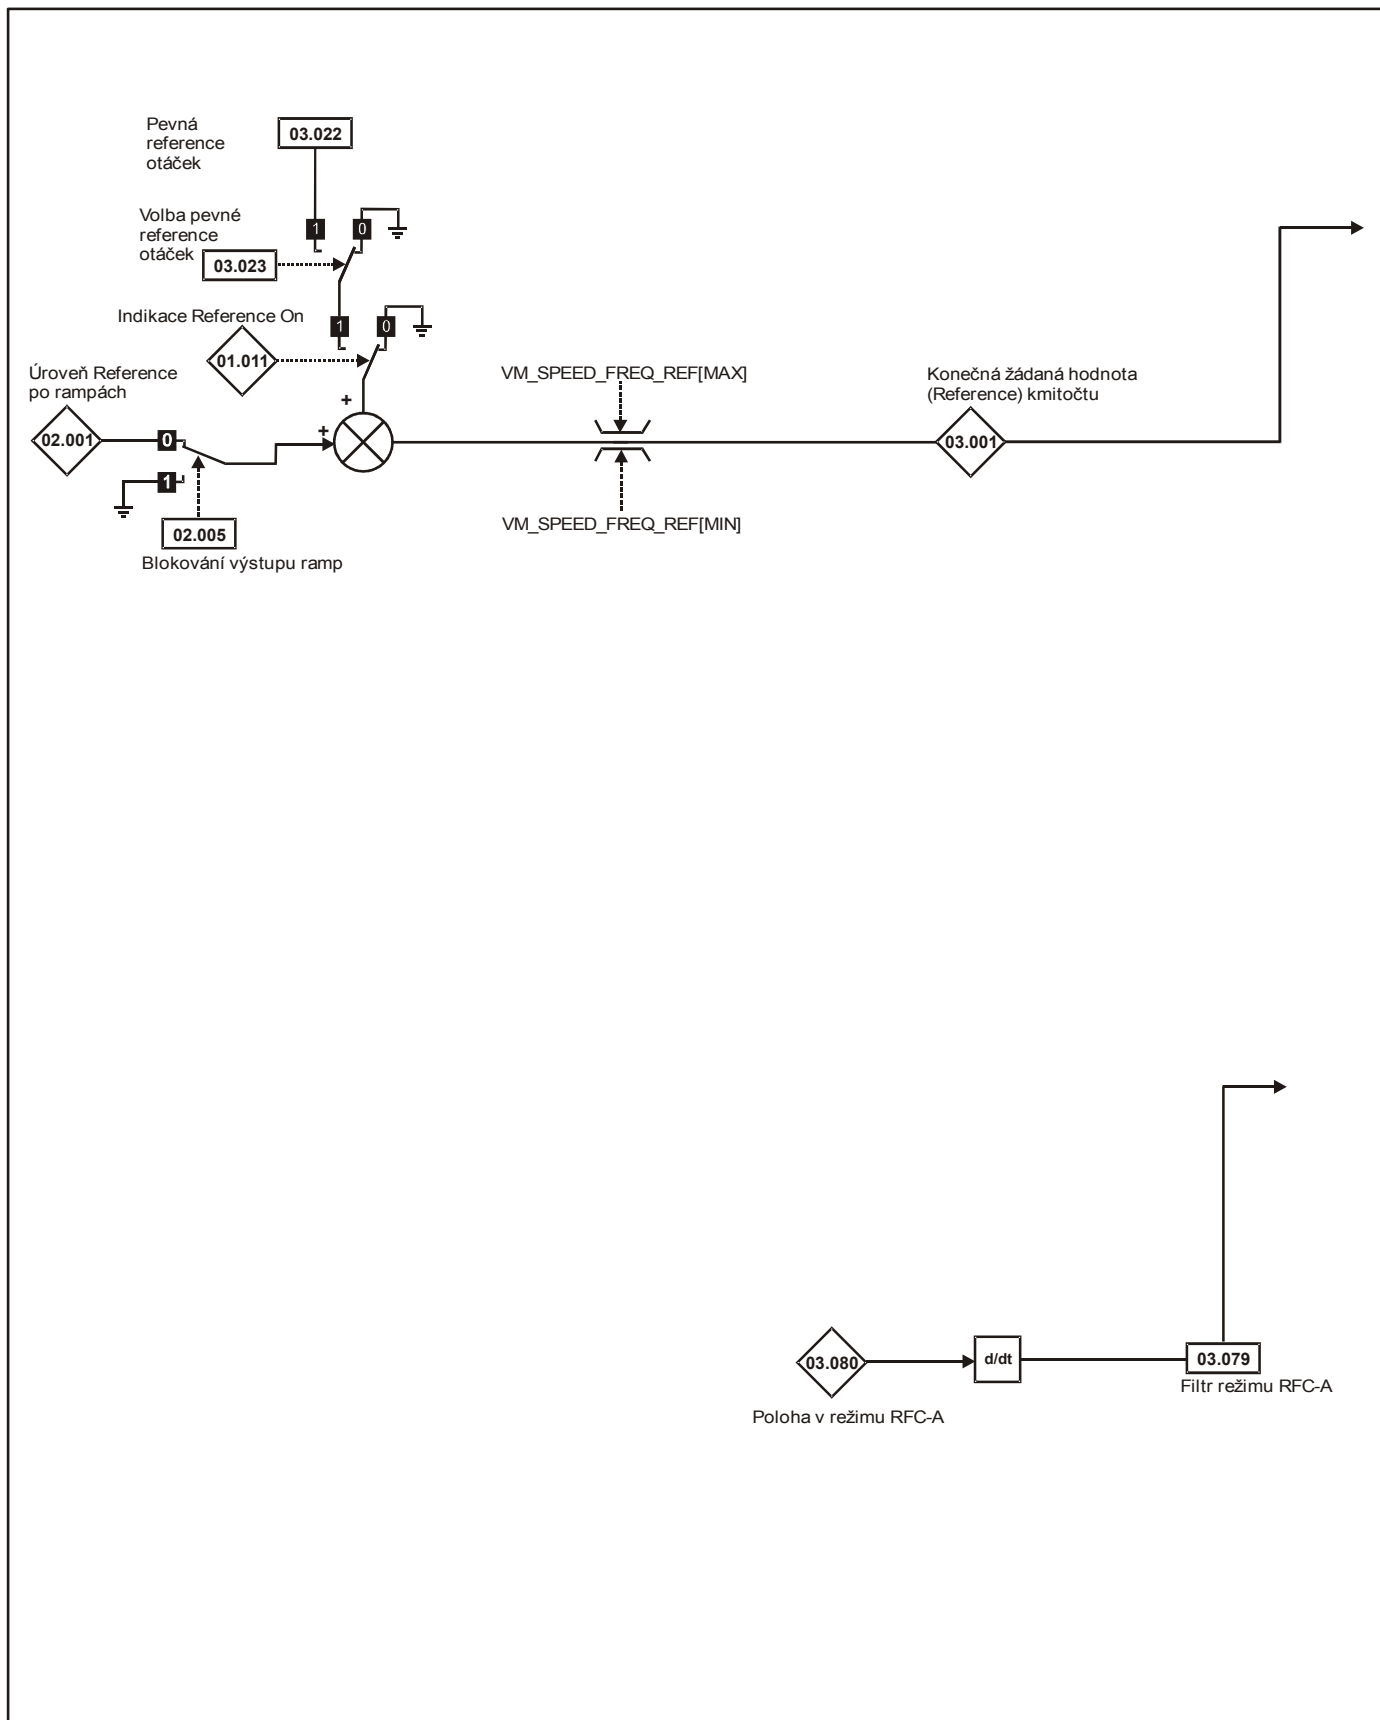 Pevná
reference
otáček
03.022
Volba pevné
reference
otáček
1
0
03.023
Indikace Reference On
1
0
01.011
Úroveň Reference
po rampách
+
+
02.001
0
1
02.005
Blokování výstupu ramp
VM_SPEED_FREQ_REF[MAX]
VM_SPEED_FREQ_REF[MIN]
Konečná žádaná hodnota
(Reference) kmitočtu
03.001
03.080
d/dt
03.079
Filtr režimu RFC-A
Poloha v režimu RFC-A